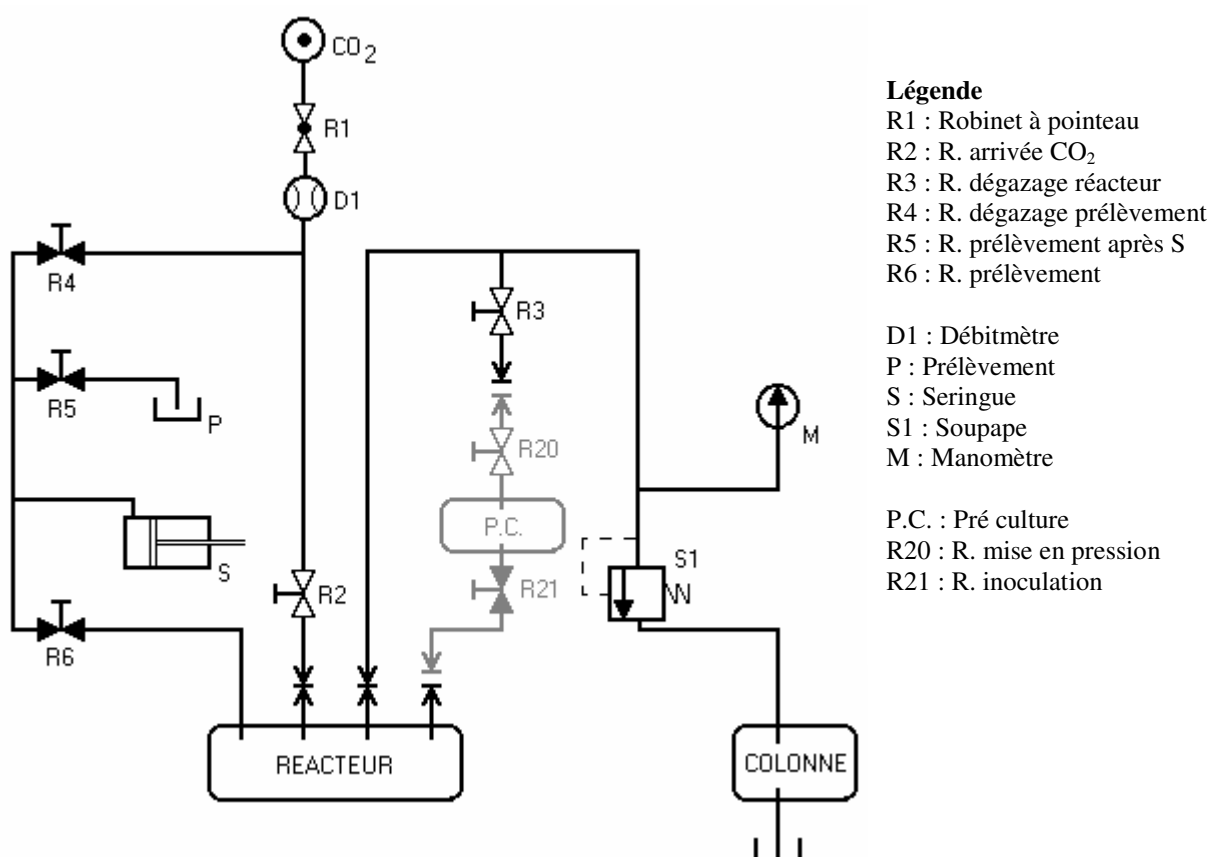 CO2
R1
D1
R4
R3
R5
P
M
R20
P.C.
S
S1
R2
R21
R6
REACTEUR
COLONNE
Légende
R1 : Robinet à pointeau
R2 : R. arrivée CO2
R3 : R. dégazage réacteur
R4 : R. dégazage prélèvement
R5 : R. prélèvement après S
R6 : R. prélèvement
D1 : Débitmètre
P : Prélèvement
S : Seringue
S1 : Soupape
M : Manomètre
P.C. : Pré culture
R20 : R. mise en pression
R21 : R. inoculation